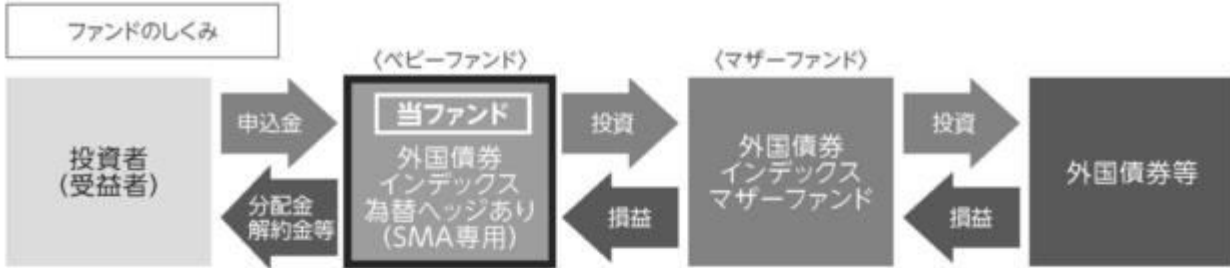 ファンドのしくみ
〈ベビーファンド〉
〈マザーファンド〉
投資者
(受益者)
申込金
分配金
解約金等
当ファンド
外国債券
インデックス
為替ヘッジあり
(SMA専用)
投資
損益
外国債券
インデックス
マザーファンド
投資
損益
外国債券等